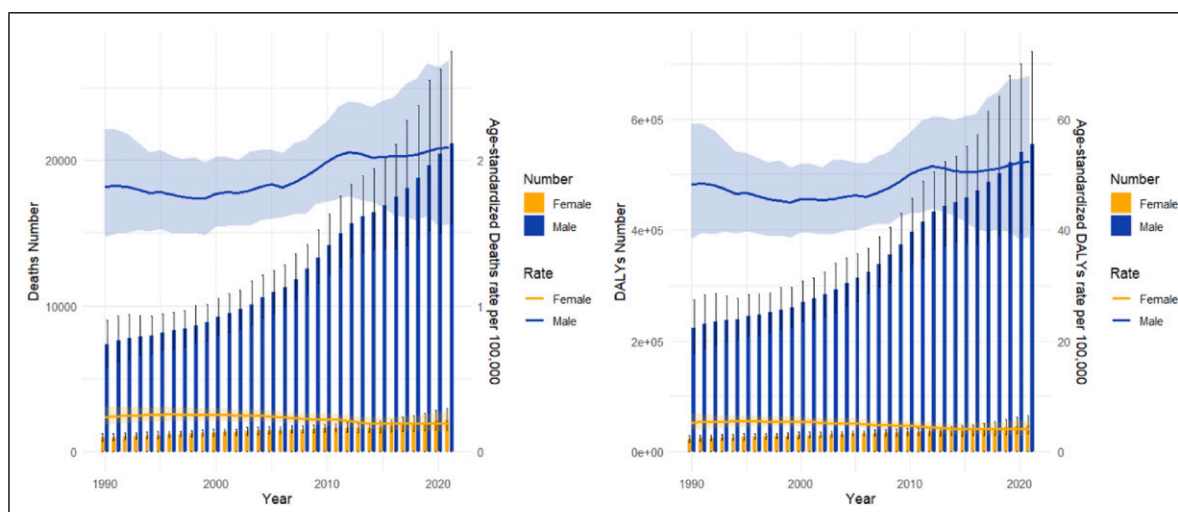 Deaths Number
20000
10000
0
2
1
0
Age-standardized Deaths rate per 100,000
1990
2000
2010
2020
Year
Number
Female
Male
Rate
Female
Male
DALYs Number
6e+05
4e+05
2e+05
0e+00
60
40
20
0
Age-standardized DALYs rate per 100,000
1990
2000
2010
2020
Year
Number
Female
Male
Rate
Female
Male